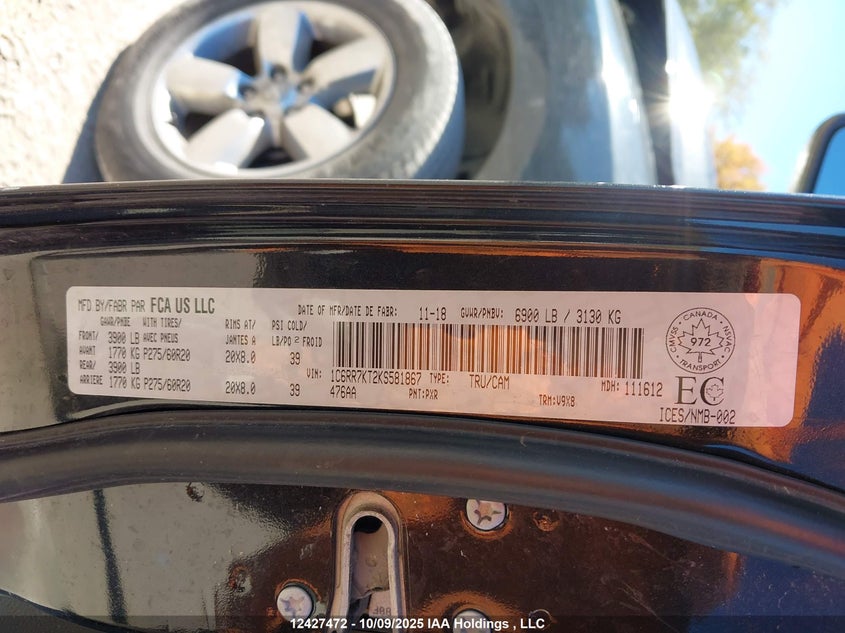 MFD BY/FABR PAR FCA US LLC
DATE OF MFR/DATE DE FABR: 11-18 GVWR/PNBV: 6900 LB / 3130 KG
GAWR/PNBE WITH TIRES/ RIMS AT/ PSI COLD/
FRONT/ 3900 LB AVEC PNEUS JANTES A LB/PO² FROID
AVANT 1770 KG P275/60R20 20X8.0 39
REAR/ 3900 LB
ARRIERE 1770 KG P275/60R20 20X8.0 39
VIN: 1C6RR7KT2KS581867 TYPE: TRU/CAM MDH: 111612
476AA PNT:PXR TRM:V9X8
CMVSS · CANADA · NSVAC
972
TRANSPORT
EC
ICES/NMB-002
12427472 - 10/09/2025 IAA Holdings , LLC